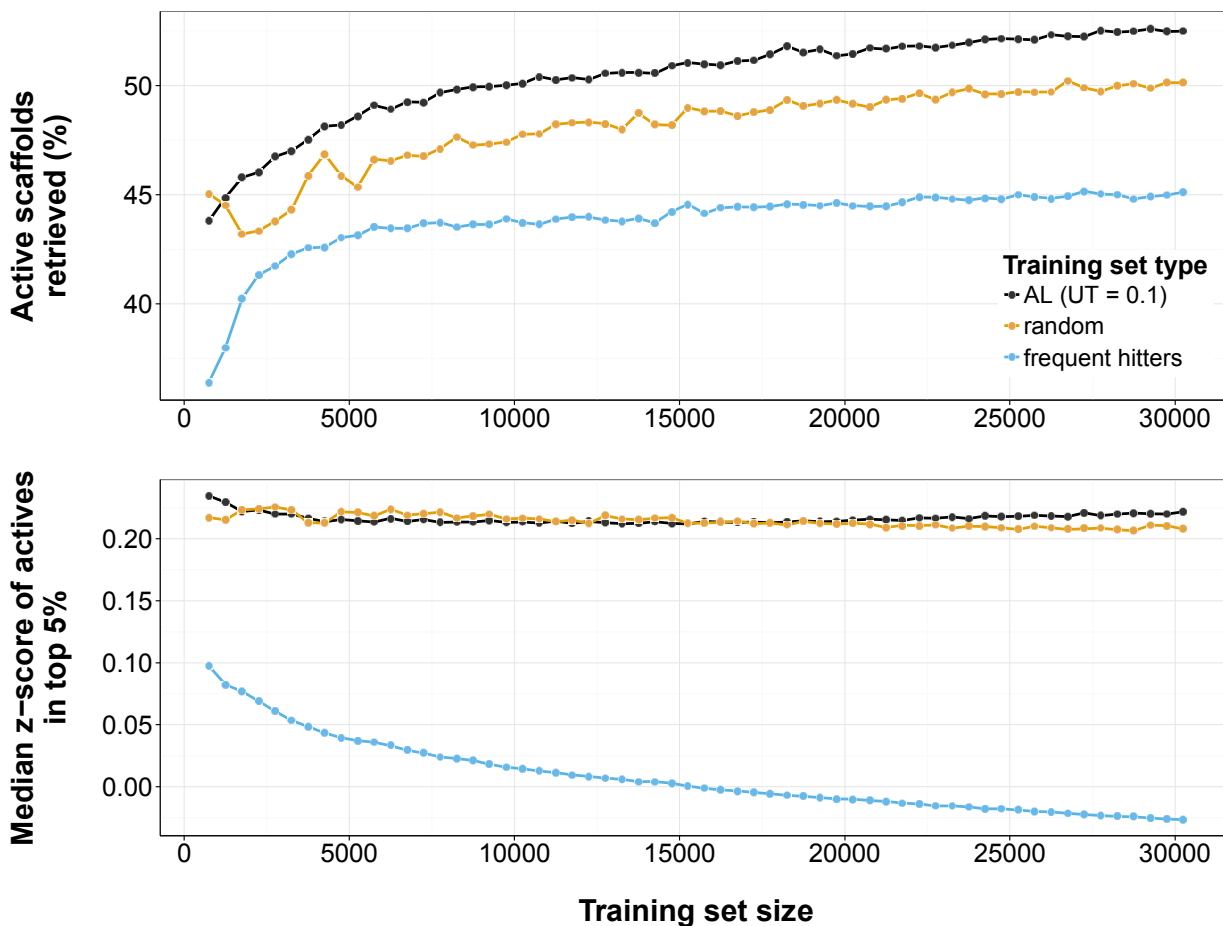 Active scaffolds
retrieved (%)
50
45
40
Training set type
AL (UT = 0.1)
random
frequent hitters
0 5000 10000 15000 20000 25000 30000
Median z−score of actives
in top 5%
0.20
0.15
0.10
0.05
0.00
0 5000 10000 15000 20000 25000 30000
Training set size